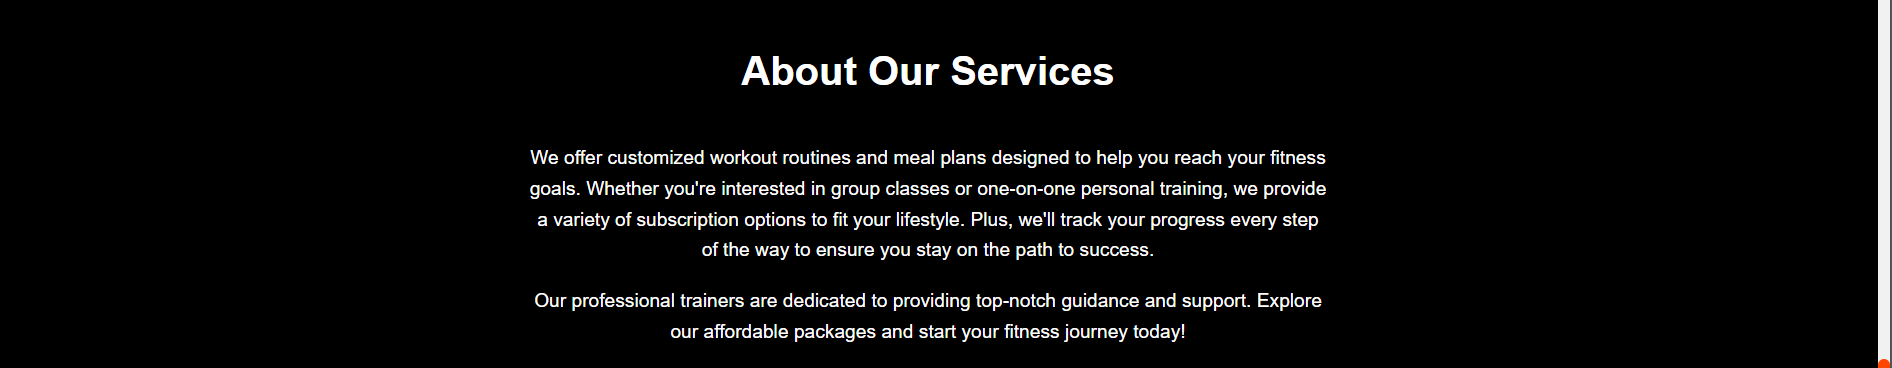 About Our Services
We offer customized workout routines and meal plans designed to help you reach your fitness
goals. Whether you're interested in group classes or one-on-one personal training, we provide
a variety of subscription options to fit your lifestyle. Plus, we'll track your progress every step
of the way to ensure you stay on the path to success.
Our professional trainers are dedicated to providing top-notch guidance and support. Explore
our affordable packages and start your fitness journey today!